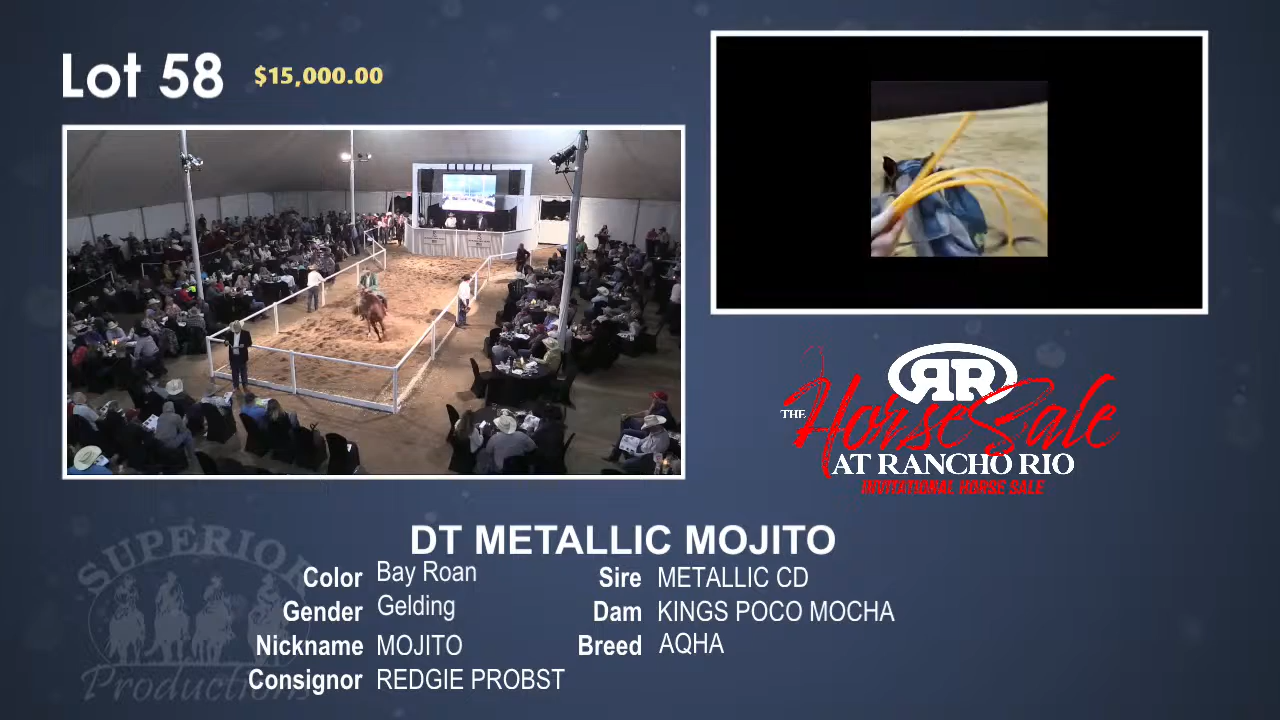 Lot 58 $15,000.00
RR
THE Horse Sale
AT RANCHO RIO
INVITATIONAL HORSE SALE
DT METALLIC MOJITO
Color Bay Roan
Sire METALLIC CD
Gender Gelding
Dam KINGS POCO MOCHA
Nickname MOJITO
Breed AQHA
Consignor REDGIE PROBST
SUPERIOR
Productions